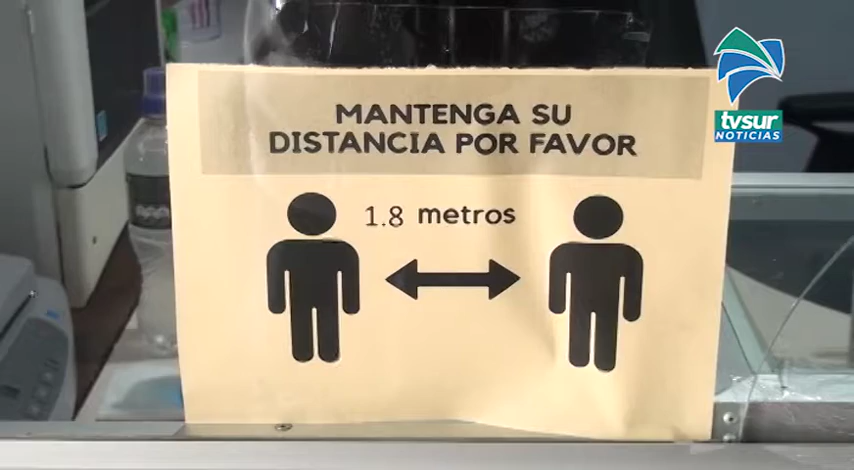 MANTENGA SU
DISTANCIA POR FAVOR
1.8 metros
tvsur
NOTICIAS